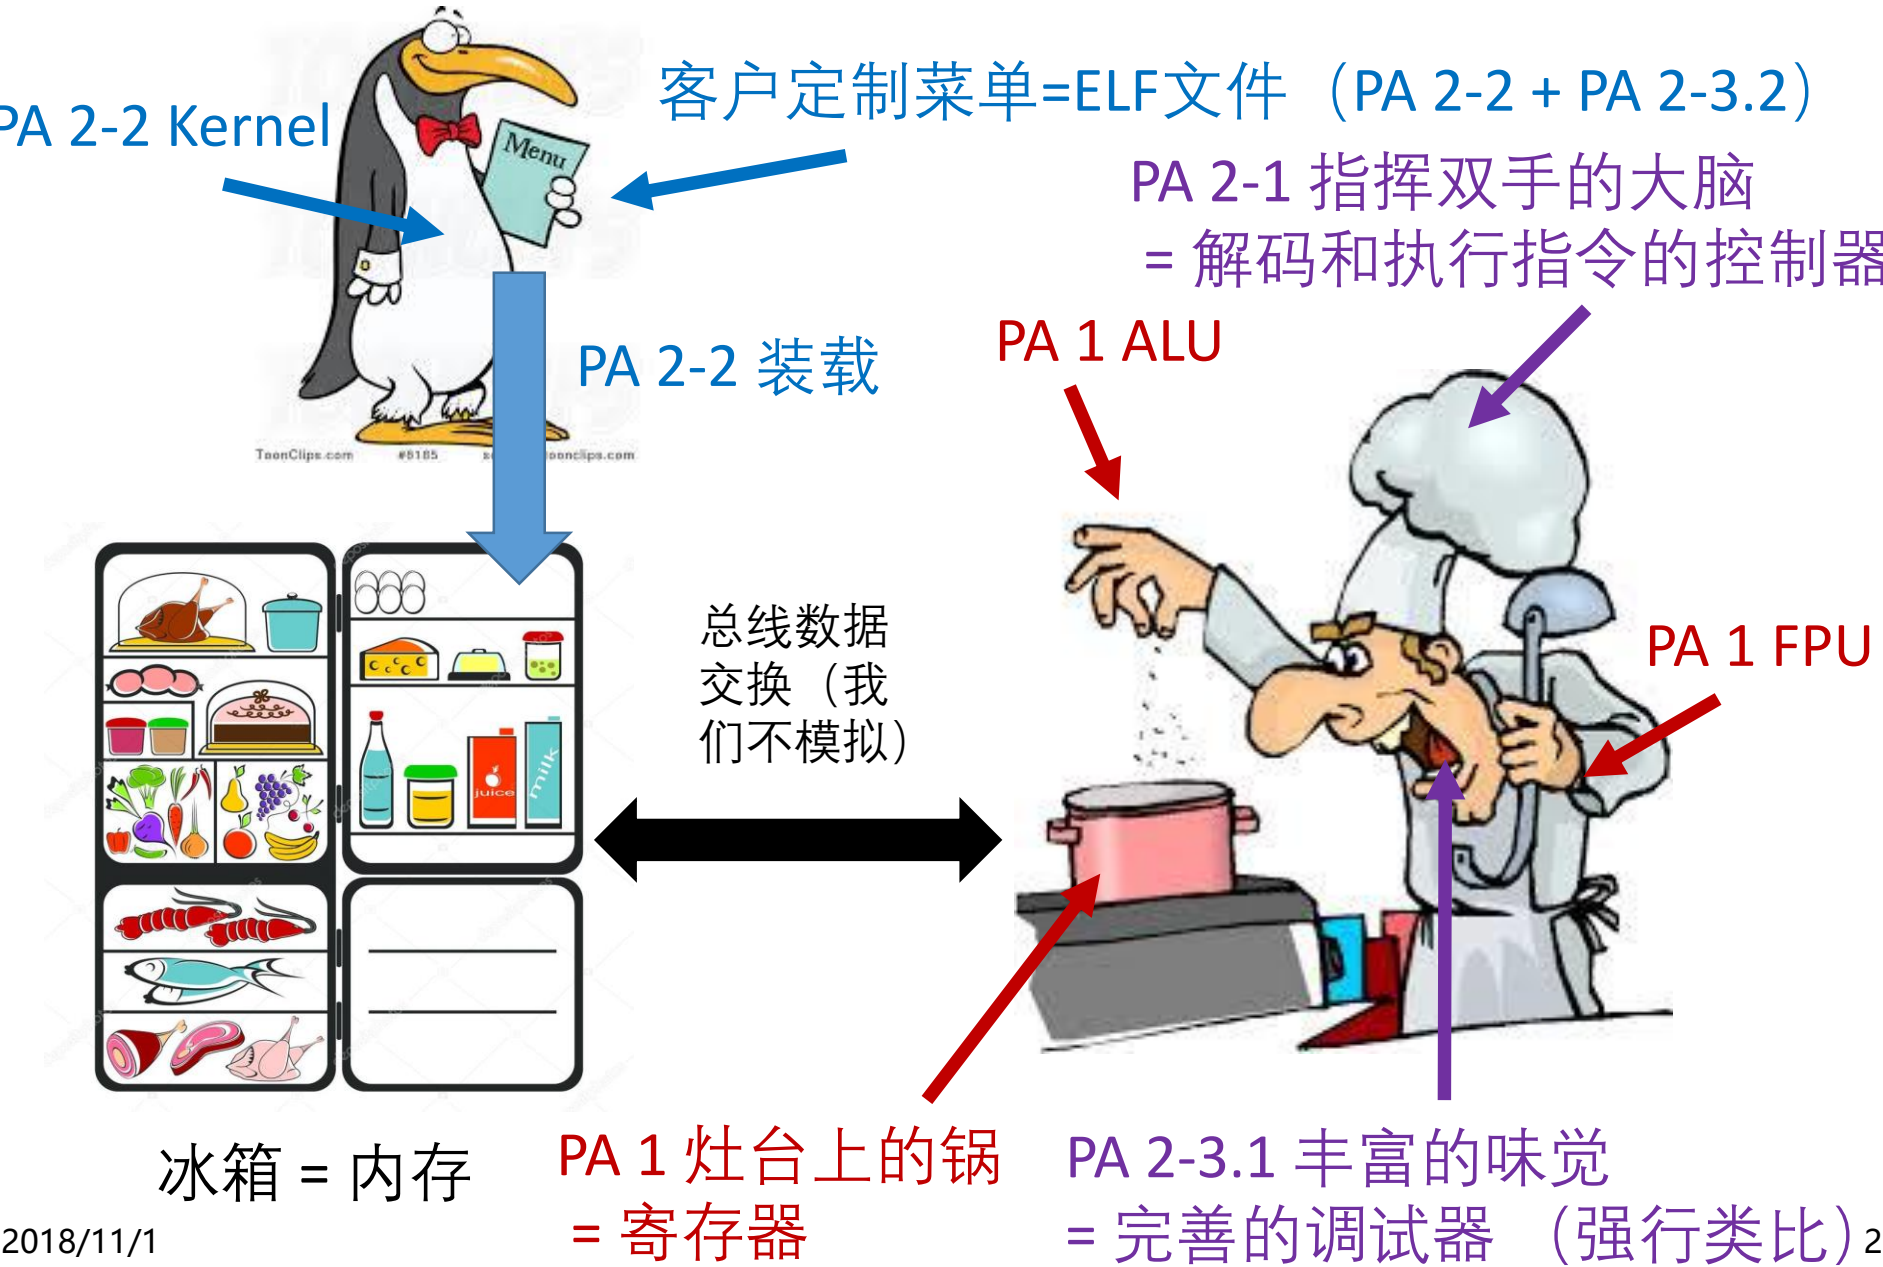 PA 2-2 Kernel
Menu
客户定制菜单=ELF文件（PA 2-2 + PA 2-3.2）
PA 2-1 指挥双手的大脑
= 解码和执行指令的控制器
PA 2-2 装载
PA 1 ALU
ToonClips.com #8185 toonclips.com
总线数据
交换（我
们不模拟）
PA 1 FPU
juice
milk
冰箱 = 内存
PA 1 灶台上的锅
= 寄存器
PA 2-3.1 丰富的味觉
= 完善的调试器 （强行类比）
2018/11/1
2